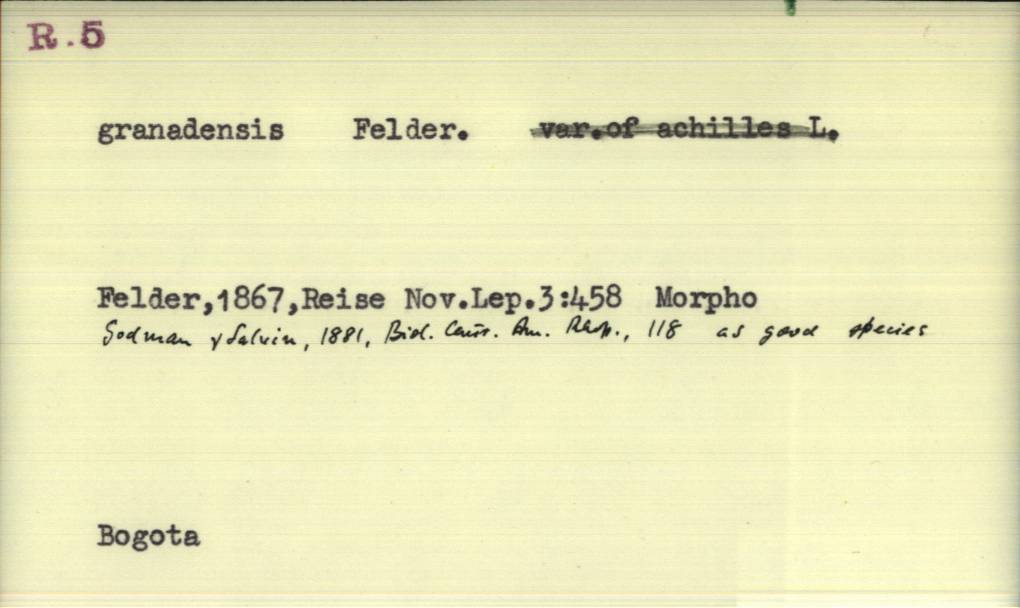 R.5
granadensis Felder. var.of achilles L.
Felder,1867,Reise Nov.Lep.3:458 Morpho
Godman & Salvin, 1881, Biol. Centr. Am. Rhop., 118 as good species
Bogota